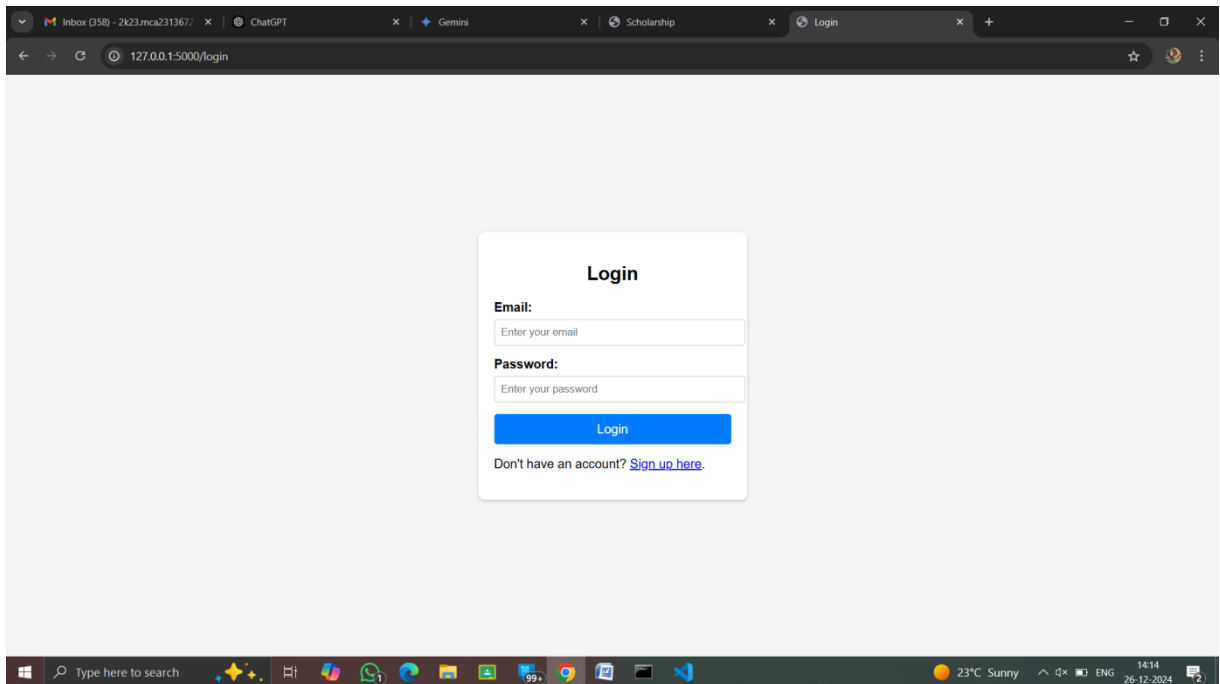 Inbox (358) - 2k23.mca2313672 ChatGPT Gemini Scholarship Login
127.0.0.1:5000/login
Login
Email:
Enter your email
Password:
Enter your password
Login
Don't have an account? Sign up here.
Type here to search 1 99+ 23°C Sunny ENG 14:14
26-12-2024 2